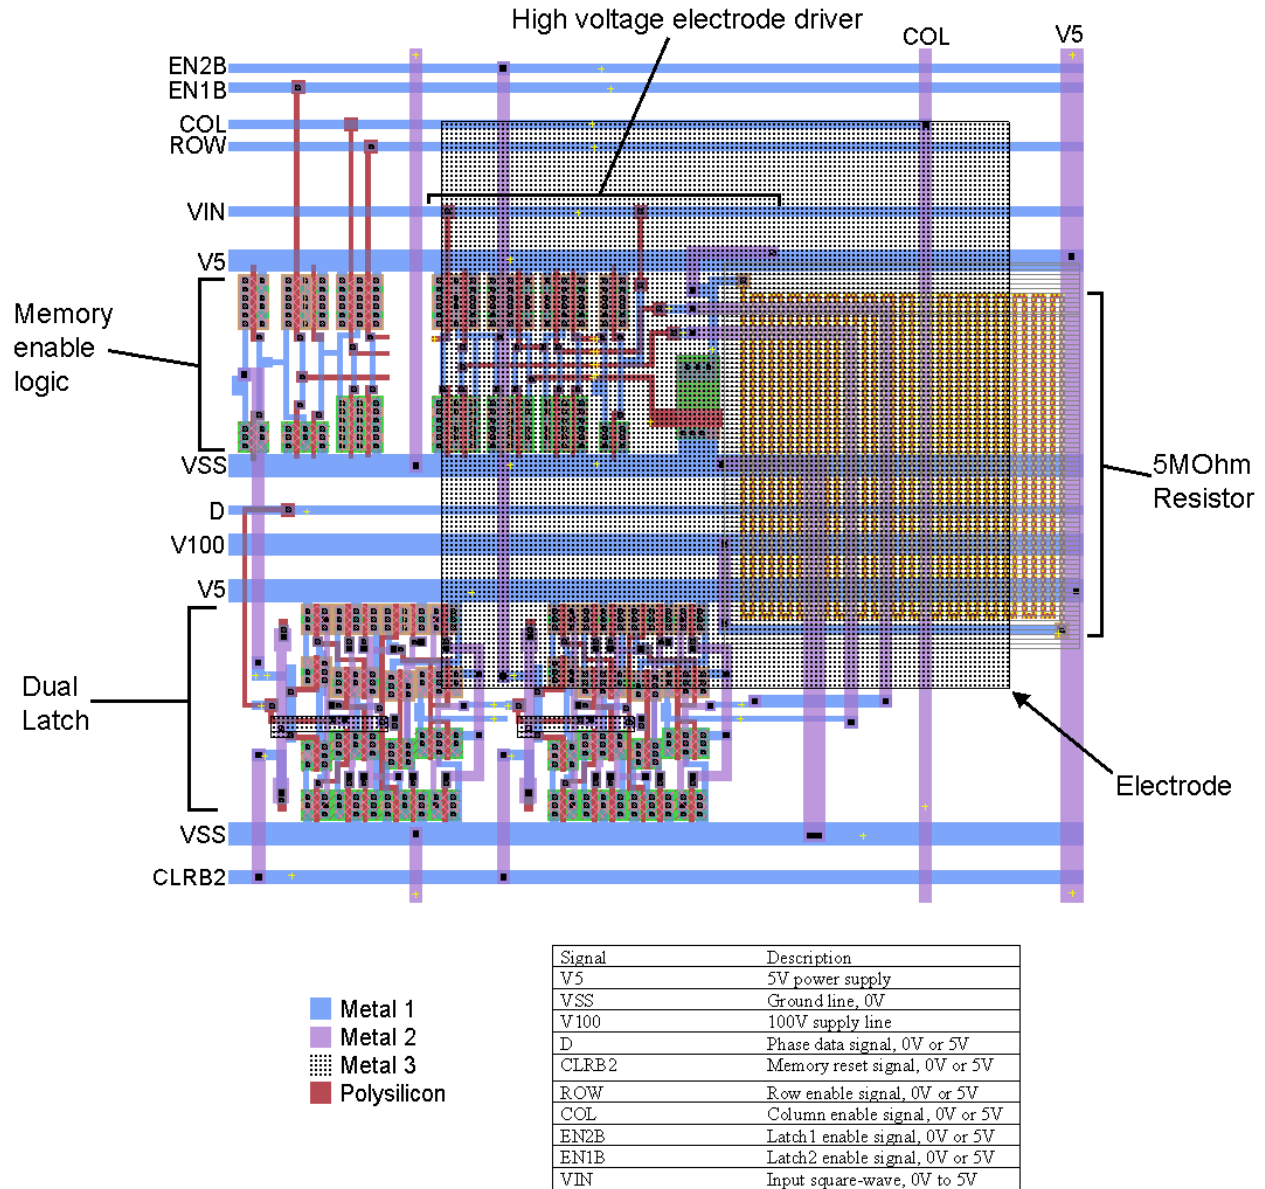 High voltage electrode driver
COL
V5
EN2B
EN1B
COL
ROW
VIN
V5
Memory
enable
logic
VSS
5MOhm
Resistor
D
V100
V5
Dual
Latch
Electrode
VSS
CLRB2
Metal 1
Metal 2
Metal 3
Polysilicon
Signal Description
V5 5V power supply
VSS Ground line, 0V
V100 100V supply line
D Phase data signal, 0V or 5V
CLRB2 Memory reset signal, 0V or 5V
ROW Row enable signal, 0V or 5V
COL Column enable signal, 0V or 5V
EN2B Latch1 enable signal, 0V or 5V
EN1B Latch2 enable signal, 0V or 5V
VIN Input square-wave, 0V to 5V